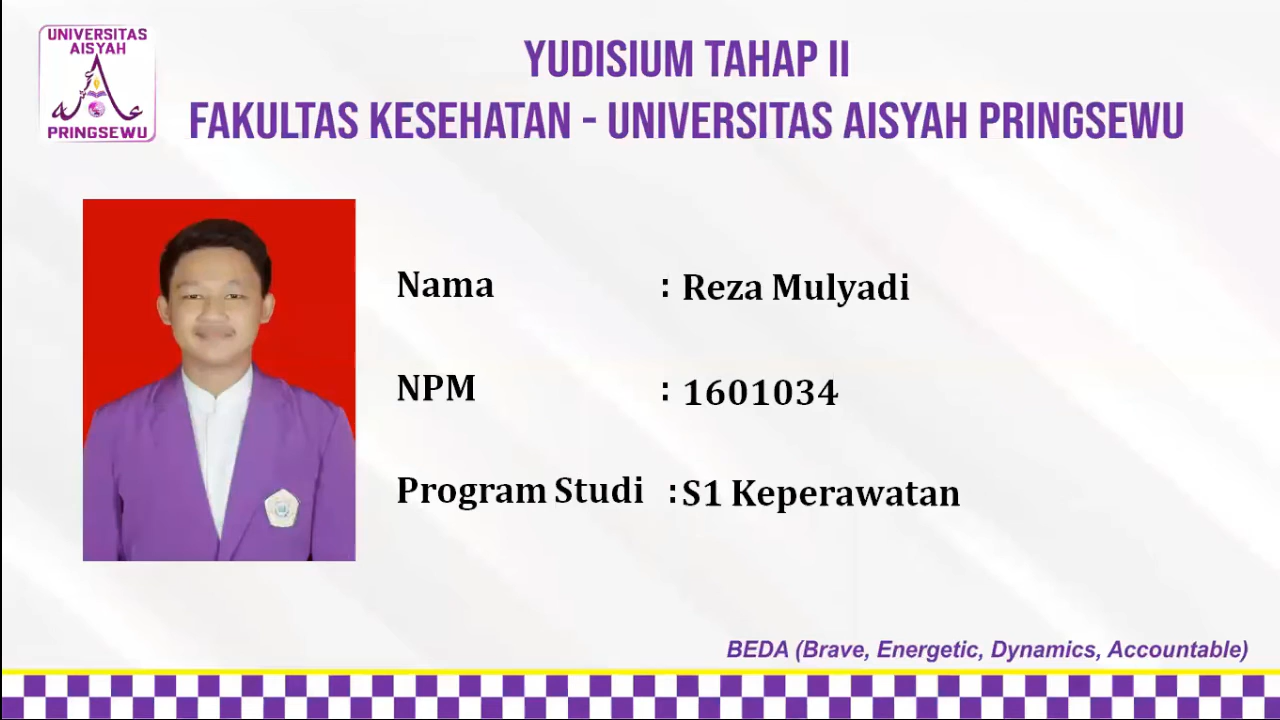 UNIVERSITAS
AISYAH
PRINGSEWU
YUDISIUM TAHAP II
FAKULTAS KESEHATAN - UNIVERSITAS AISYAH PRINGSEWU
Nama : Reza Mulyadi
NPM : 1601034
Program Studi :S1 Keperawatan
BEDA (Brave, Energetic, Dynamics, Accountable)